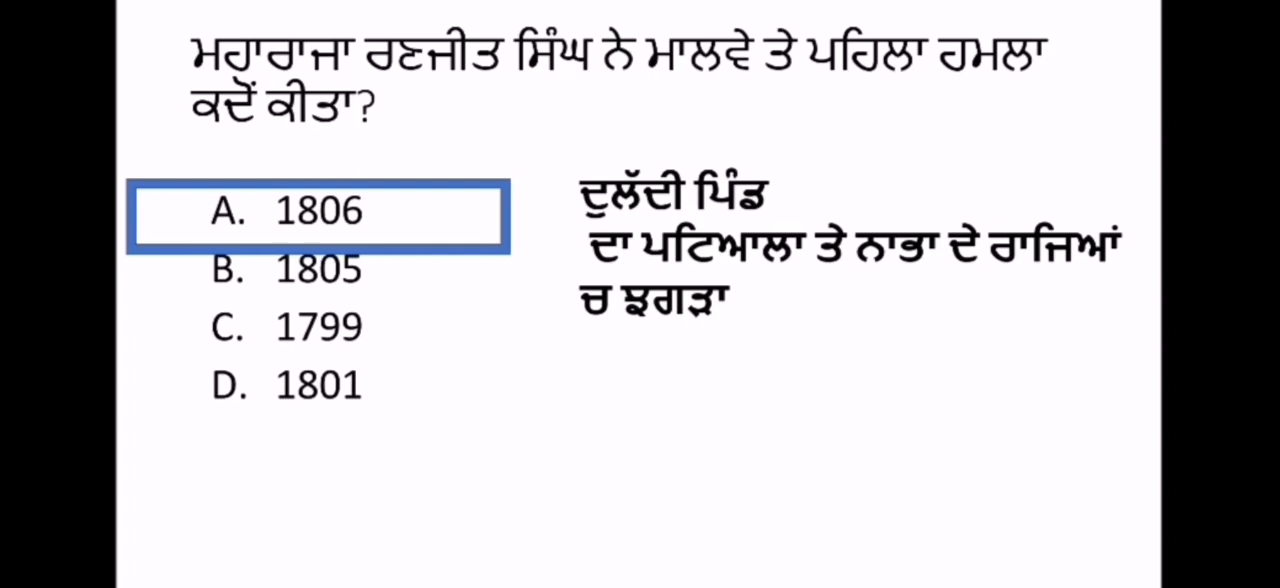 ਮਹਾਰਾਜਾ ਰਣਜੀਤ ਸਿੰਘ ਨੇ ਮਾਲਵੇ ਤੇ ਪਹਿਲਾ ਹਮਲਾ
ਕਦੋਂ ਕੀਤਾ?
A. 1806
B. 1805
C. 1799
D. 1801
ਦੁਲੱਦੀ ਪਿੰਡ
ਦਾ ਪਟਿਆਲਾ ਤੇ ਨਾਭਾ ਦੇ ਰਾਜਿਆਂ
ਚ ਝਗੜਾ